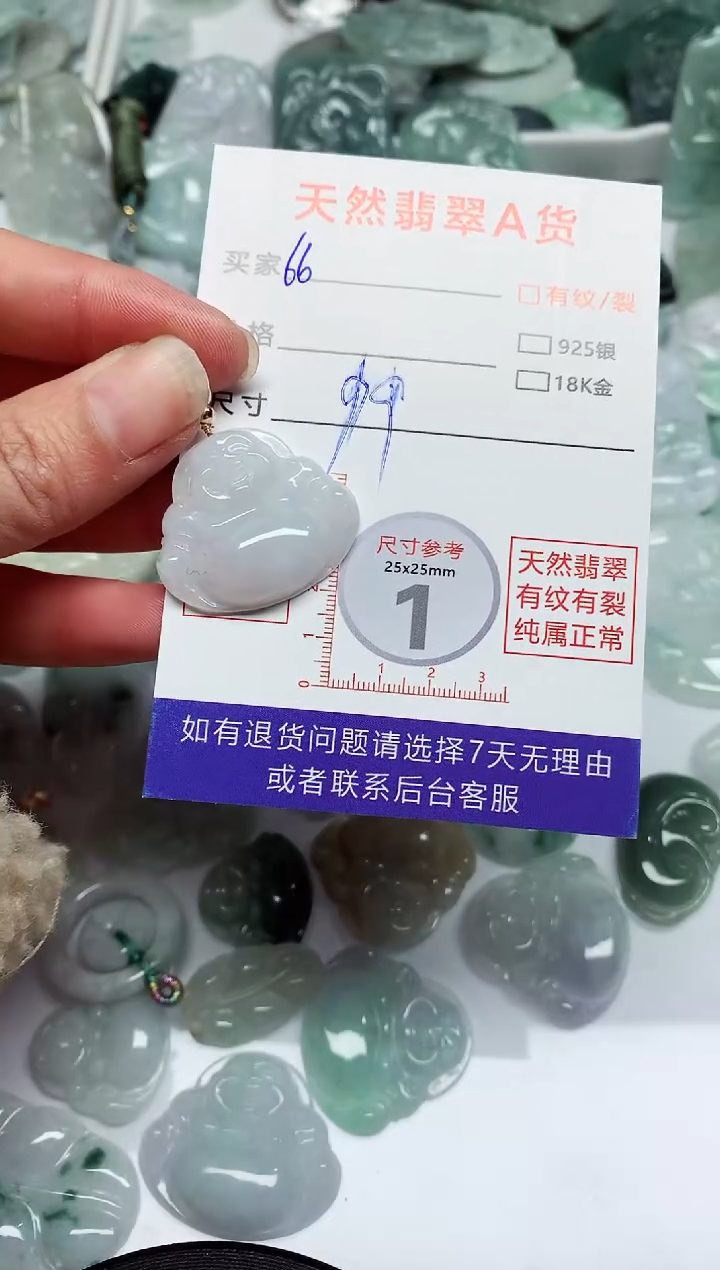 天然翡翠A货
买家 66
有纹/裂
格
925银
18K金
尺寸
99
尺寸参考
25x25mm
1
天然翡翠
有纹有裂
纯属正常
1
0
1
2
3
如有退货问题请选择7天无理由
或者联系后台客服